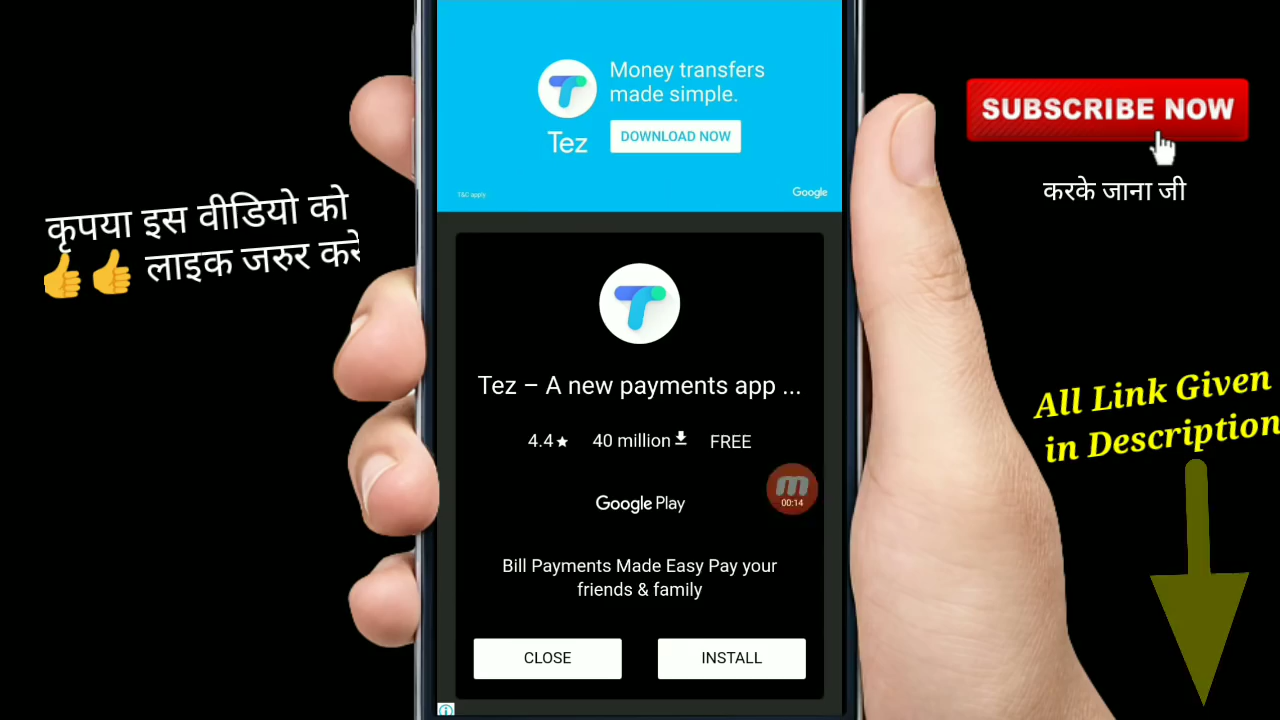 Money transfers
made simple.
DOWNLOAD NOW
Tez
T&C apply
Google
SUBSCRIBE NOW
करके जाना जी
कृपया इस वीडियो को
👍👍 लाइक जरुर करे
Tez – A new payments app ...
4.4★ 40 million FREE
Google Play
00:14
Bill Payments Made Easy Pay your
friends & family
CLOSE
INSTALL
All Link Given
in Description